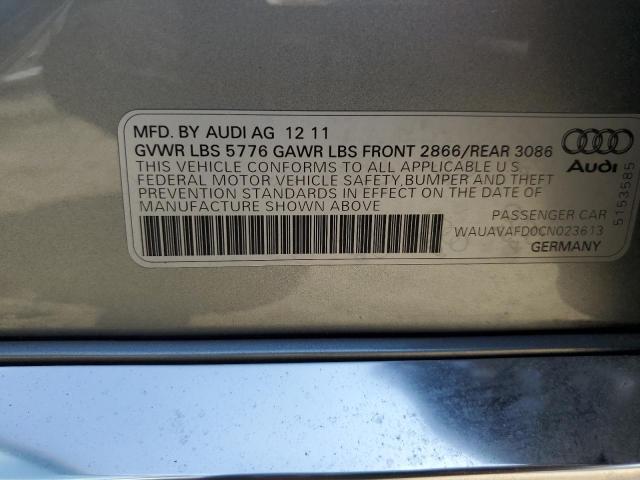 MFD. BY AUDI AG 12 11
GVWR LBS 5776 GAWR LBS FRONT 2866/REAR 3086
THIS VEHICLE CONFORMS TO ALL APPLICABLE U.S.
FEDERAL MOTOR VEHICLE SAFETY,BUMPER AND THEFT
PREVENTION STANDARDS IN EFFECT ON THE DATE OF
MANUFACTURE SHOWN ABOVE
Audi
5153585
PASSENGER CAR
WAUAVAFD0CN023613
GERMANY